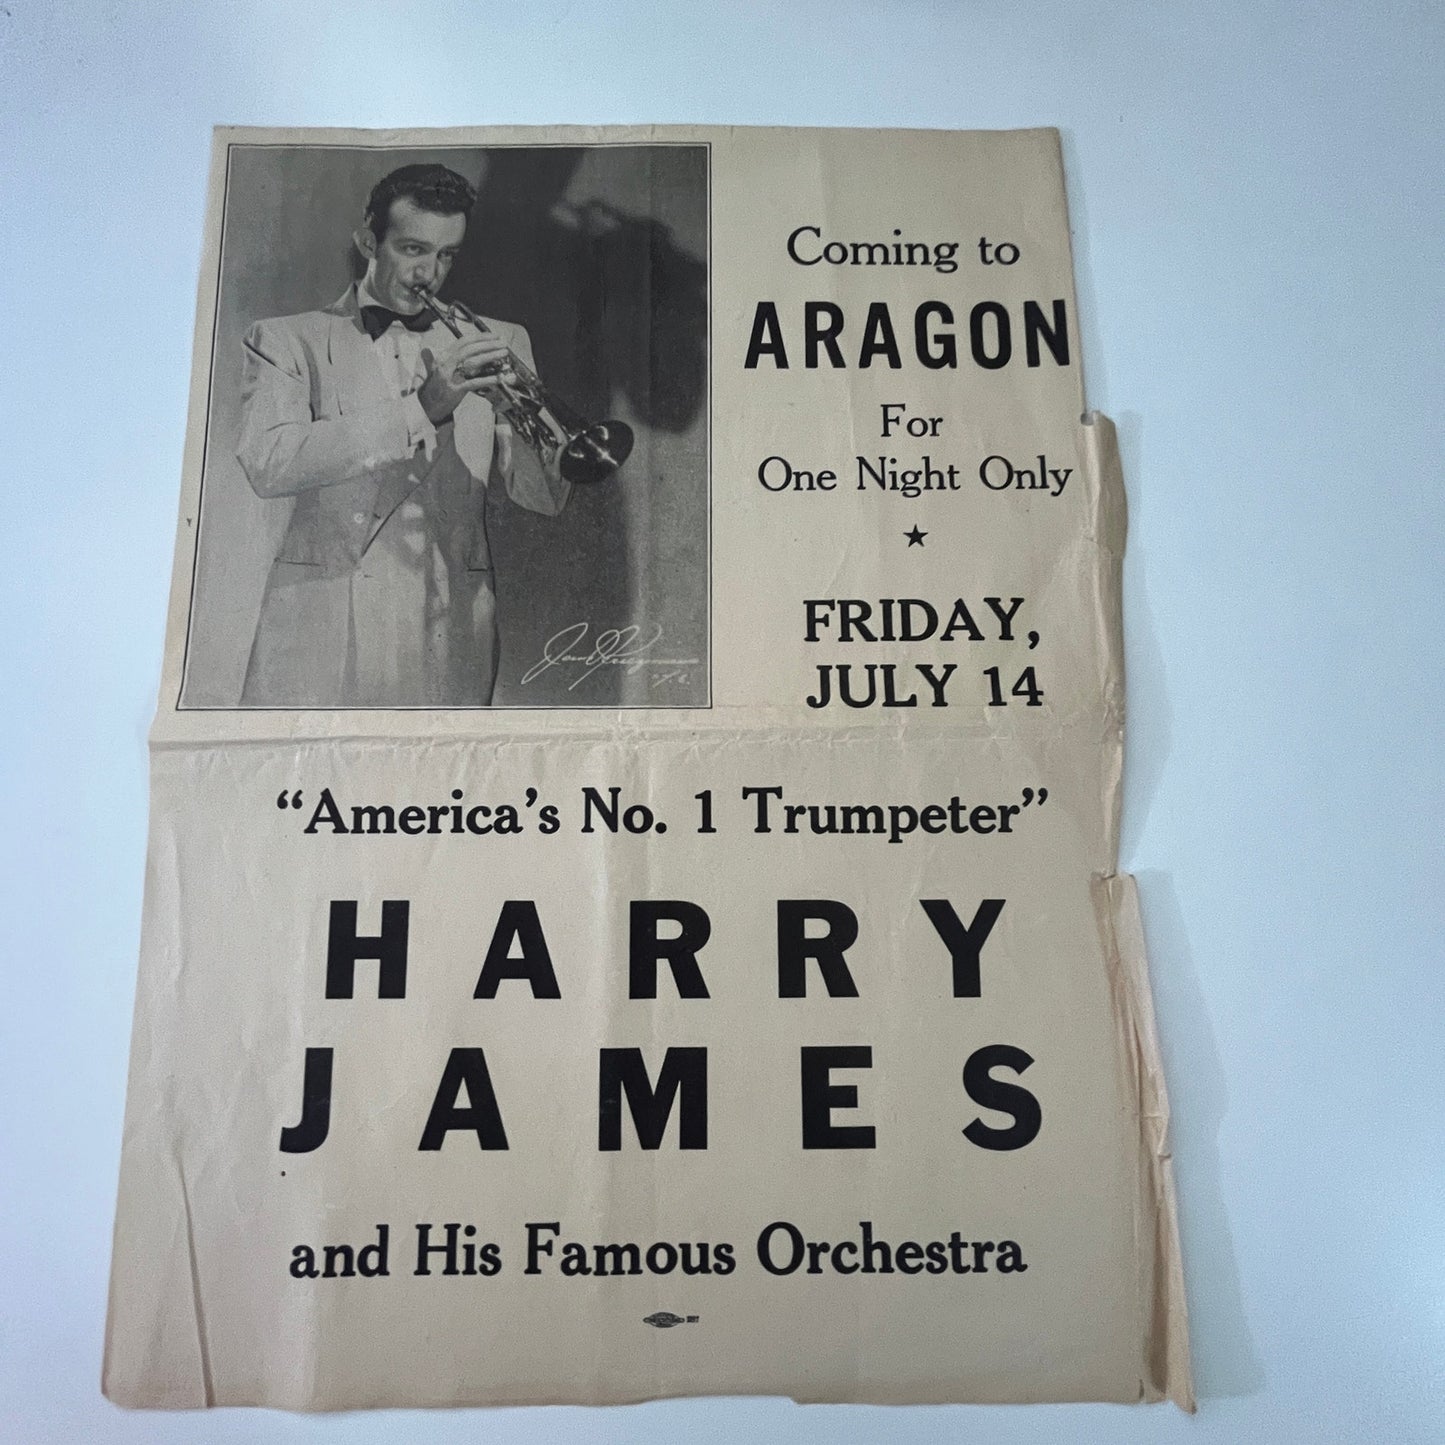 Coming to
ARAGON
For
One Night Only
★
FRIDAY,
JULY 14
"America's No. 1 Trumpeter"
HARRY
JAMES
and His Famous Orchestra